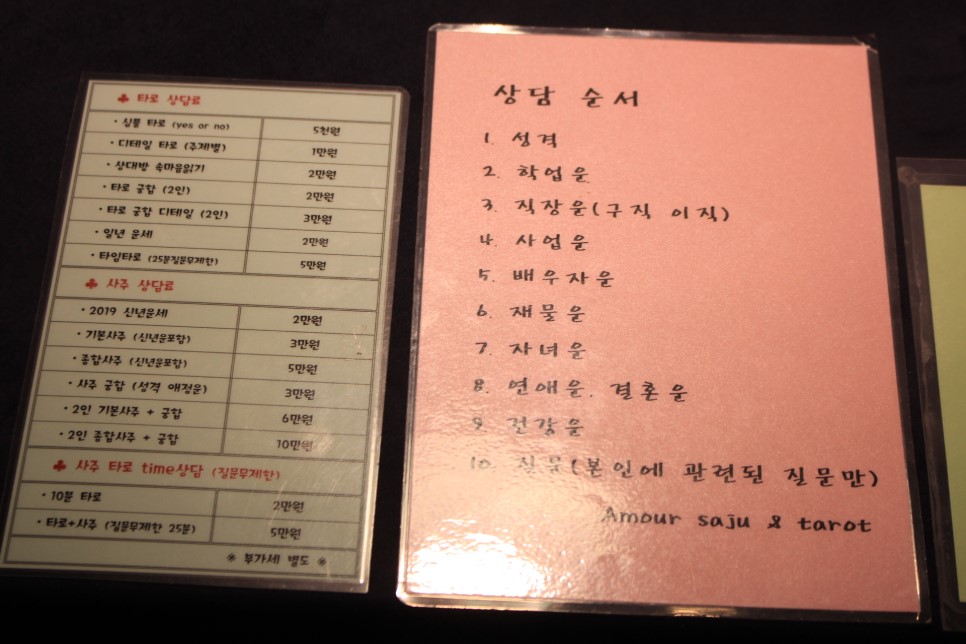 ♣ 타로 상담료
· 심플 타로 (yes or no) 5천원
· 디테일 타로 (주제별) 1만원
· 상대방 속마음읽기 2만원
· 타로 궁합 (2인) 2만원
· 타로 궁합 디테일 (2인) 3만원
· 일년 운세 2만원
· 타임타로 (25분질문무제한) 5만원
♣ 사주 상담료
· 2019 신년운세 2만원
· 기본사주 (신년운포함) 3만원
· 종합사주 (신년운포함) 5만원
· 사주 궁합 (성격 애정운) 3만원
· 2인 기본사주 + 궁합 6만원
· 2인 종합사주 + 궁합 10만원
♣ 사주 타로 time상담 (질문무제한)
· 10분 타로 2만원
· 타로+사주 (질문무제한 25분) 5만원
※ 부가세 별도 ※
상담 순서
1. 성격
2. 학업운
3. 직장운(구직 이직)
4. 사업운
5. 배우자운
6. 재물운
7. 자녀운
8. 연애운. 결혼운
9. 건강운
10. 질문(본인에 관련된 질문만)
Amour saju & tarot